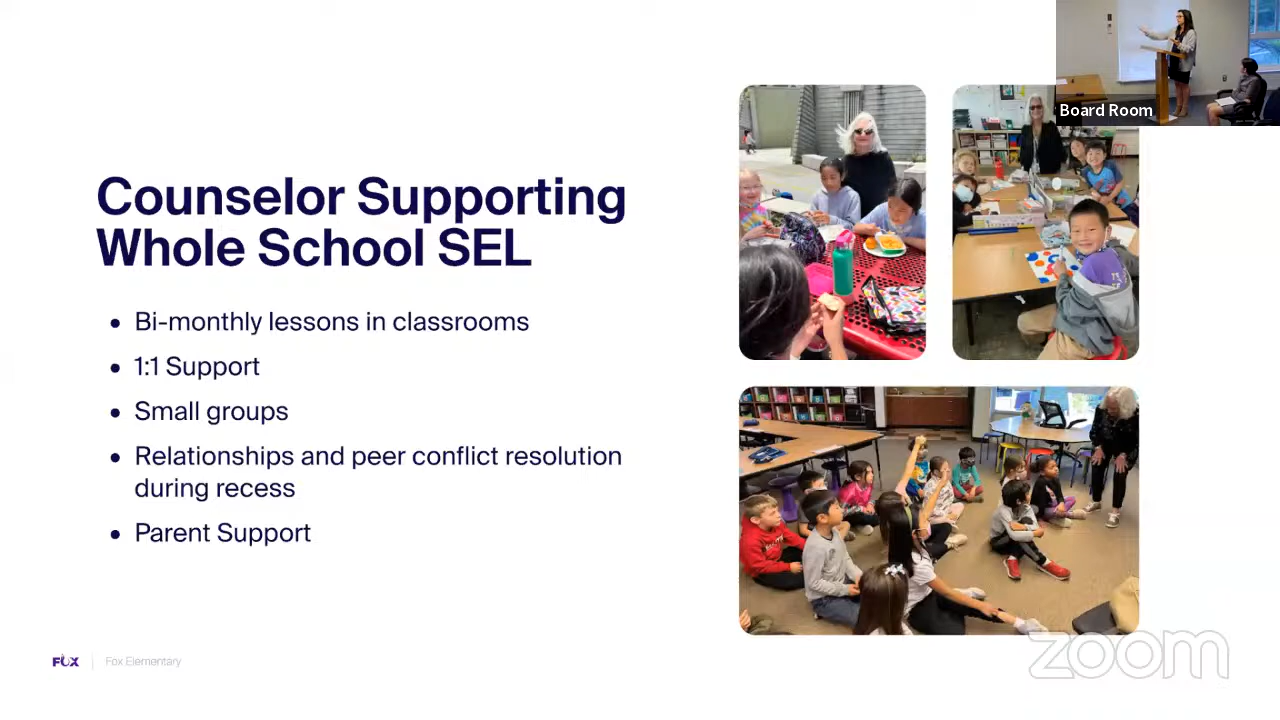 Board Room
Counselor Supporting
Whole School SEL
• Bi-monthly lessons in classrooms
• 1:1 Support
• Small groups
• Relationships and peer conflict resolution
during recess
• Parent Support
FOX
Fox Elementary
zoom